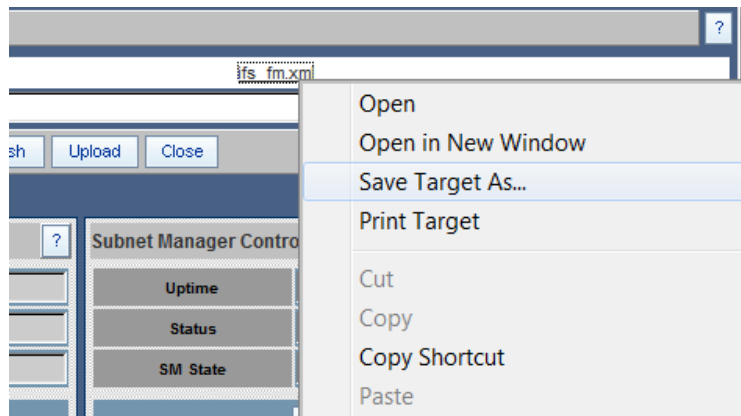 ?
ifs_fm.xml
Open
Open in New Window
sh Upload Close
Save Target As...
Print Target
? Subnet Manager Contro
Cut
Uptime
Copy
Status
Copy Shortcut
SM State
Paste